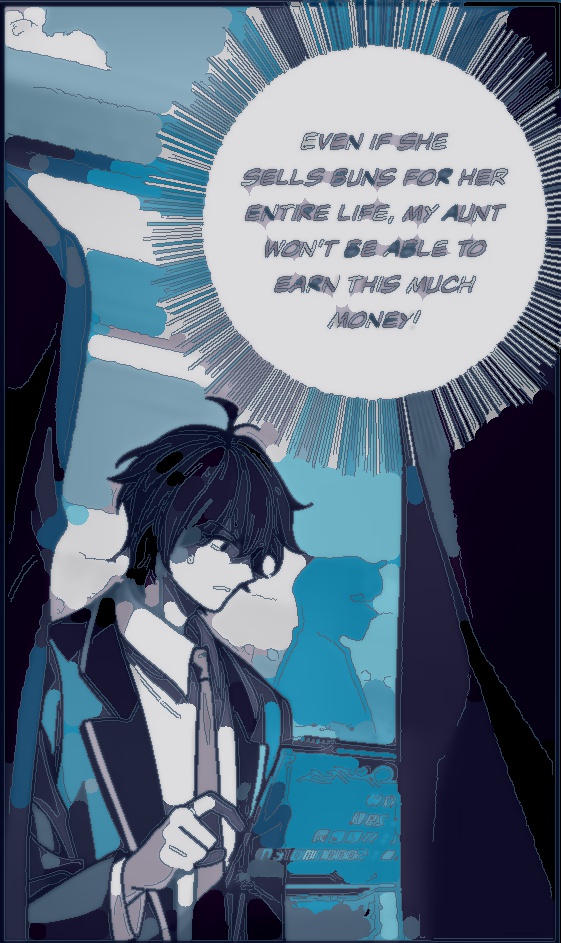 EVEN IF SHE
SELLS BUNS FOR HER
ENTIRE LIFE, MY AUNT
WON'T BE ABLE TO
EARN THIS MUCH
MONEY!